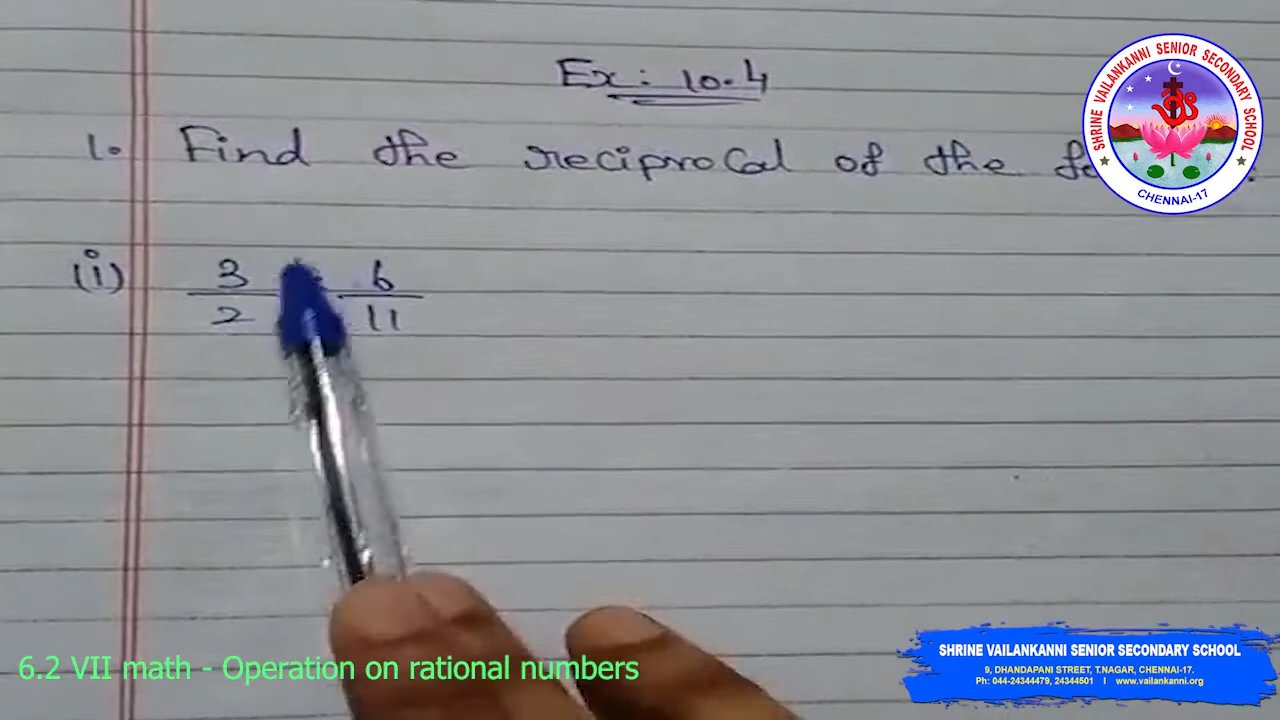 Ex: 10.4
1. Find the reciprocal of the
(i) 3/2 6/11
SHRINE VAILANKANNI SENIOR SECONDARY SCHOOL
CHENNAI-17
6.2 VII math - Operation on rational numbers
SHRINE VAILANKANNI SENIOR SECONDARY SCHOOL
9, DHANDAPANI STREET, T.NAGAR, CHENNAI-17.
Ph: 044-24344479, 24344501 I www.vailankanni.org